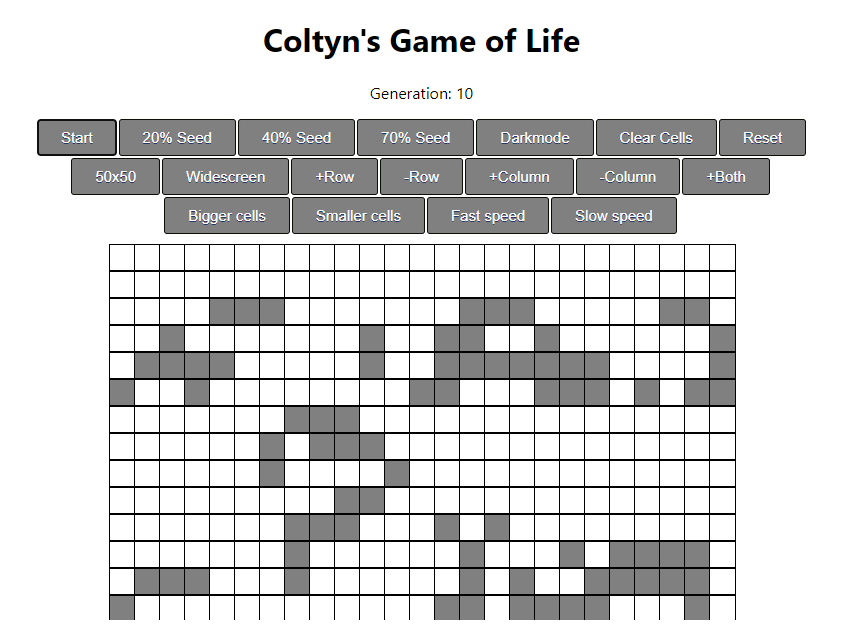 Coltyn's Game of Life
Generation: 10
Start 20% Seed 40% Seed 70% Seed Darkmode Clear Cells Reset
50x50 Widescreen +Row -Row +Column -Column +Both
Bigger cells Smaller cells Fast speed Slow speed